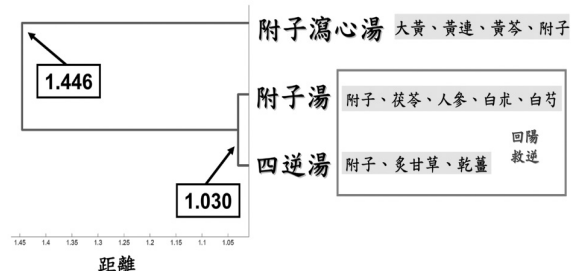 附子瀉心湯 大黃、黃連、黃芩、附子
1.446
附子湯 附子、茯苓、人參、白朮、白芍
回陽
救逆
四逆湯 附子、炙甘草、乾薑
1.030
1.45 1.4 1.35 1.3 1.25 1.2 1.15 1.1 1.05
距離